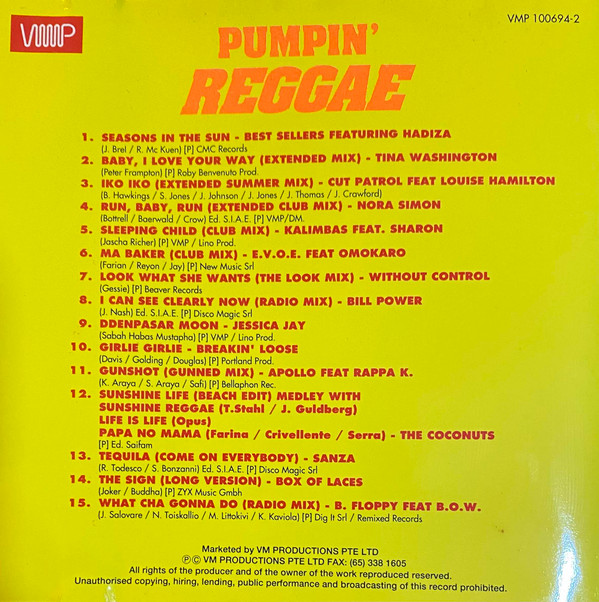 VMP
VMP 100694-2
PUMPIN'
REGGAE
1. SEASONS IN THE SUN - BEST SELLERS FEATURING HADIZA
(J. Brel / R. Mc Kuen) [P] CMC Records
2. BABY, I LOVE YOUR WAY (EXTENDED MIX) - TINA WASHINGTON
(Peter Frampton) [P] Roby Benvenuto Prod.
3. IKO IKO (EXTENDED SUMMER MIX) - CUT PATROL FEAT LOUISE HAMILTON
(B. Hawkings / S. Jones / J. Johnson / J. Jones / J. Thomas / J. Crawford)
4. RUN, BABY, RUN (EXTENDED CLUB MIX) - NORA SIMON
(Bottrell / Baerwald / Crow) Ed. S.I.A.E. [P] VMP/DM.
5. SLEEPING CHILD (CLUB MIX) - KALIMBAS FEAT. SHARON
(Jascha Richer) [P] VMP / Lino Prod.
6. MA BAKER (CLUB MIX) - E.V.O.E. FEAT OMOKARO
(Farian / Reyon / Jay) [P] New Music Srl
7. LOOK WHAT SHE WANTS (THE LOOK MIX) - WITHOUT CONTROL
(Gessie) [P] Beaver Records
8. I CAN SEE CLEARLY NOW (RADIO MIX) - BILL POWER
(J. Nash) Ed. S.I.A.E. [P] Disco Magic Srl
9. DDENPASAR MOON - JESSICA JAY
(Sabah Habas Mustapha) [P] VMP / Lino Prod.
10. GIRLIE GIRLIE - BREAKIN' LOOSE
(Davis / Golding / Douglas) [P] Portland Prod.
11. GUNSHOT (GUNNED MIX) - APOLLO FEAT RAPPA K.
(K. Araya / S. Araya / Safi) [P] Bellaphon Rec.
12. SUNSHINE LIFE (BEACH EDIT) MEDLEY WITH
SUNSHINE REGGAE (T.Stahl / J. Guldberg)
LIFE IS LIFE (Opus)
PAPA NO MAMA (Farina / Crivellente / Serra) - THE COCONUTS
[P] Ed. Saifam
13. TEQUILA (COME ON EVERYBODY) - SANZA
(R. Todesco / S. Bonzanni) Ed. S.I.A.E. [P] Disco Magic Srl
14. THE SIGN (LONG VERSION) - BOX OF LACES
(Joker / Buddha) [P] ZYX Music Gmbh
15. WHAT CHA GONNA DO (RADIO MIX) - B. FLOPPY FEAT B.O.W.
(J. Salovare / N. Toiskallio / M. Littokivi / K. Kaviola) [P] Dig It Srl / Remixed Records
Marketed by VM PRODUCTIONS PTE LTD
Ⓟ© VM PRODUCTIONS PTE LTD FAX: (65) 338 1605
All rights of the producer and of the owner of the work reproduced reserved.
Unauthorised copying, hiring, lending, public performance and broadcasting of this record prohibited.